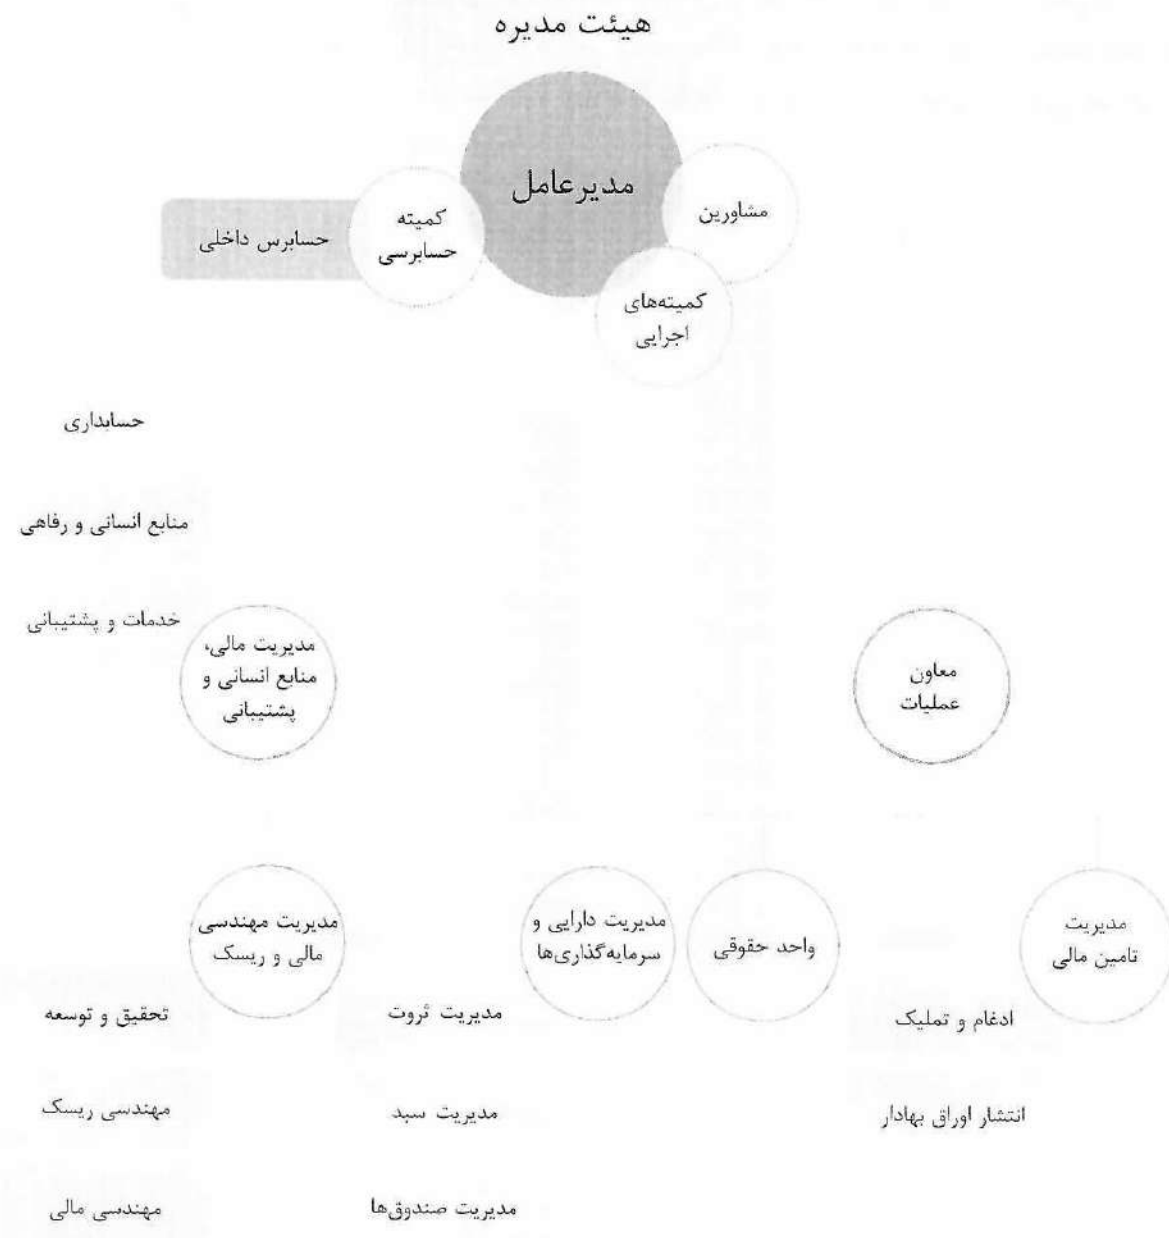 هیئت مدیره
مدیرعامل
مشاورین
کمیته
حسابرسی
حسابرس داخلی
کمیته‌های
اجرایی
حسابداری
منابع انسانی و رفاهی
خدمات و پشتیبانی
مدیریت مالی،
منابع انسانی و
پشتیبانی
معاون
عملیات
مدیریت
تامین مالی
واحد حقوقی
مدیریت دارایی و
سرمایه‌گذاری‌ها
مدیریت مهندسی
مالی و ریسک
ادغام و تملیک
انتشار اوراق بهادار
مدیریت ثروت
مدیریت سبد
مدیریت صندوق‌ها
تحقیق و توسعه
مهندسی ریسک
مهندسی مالی